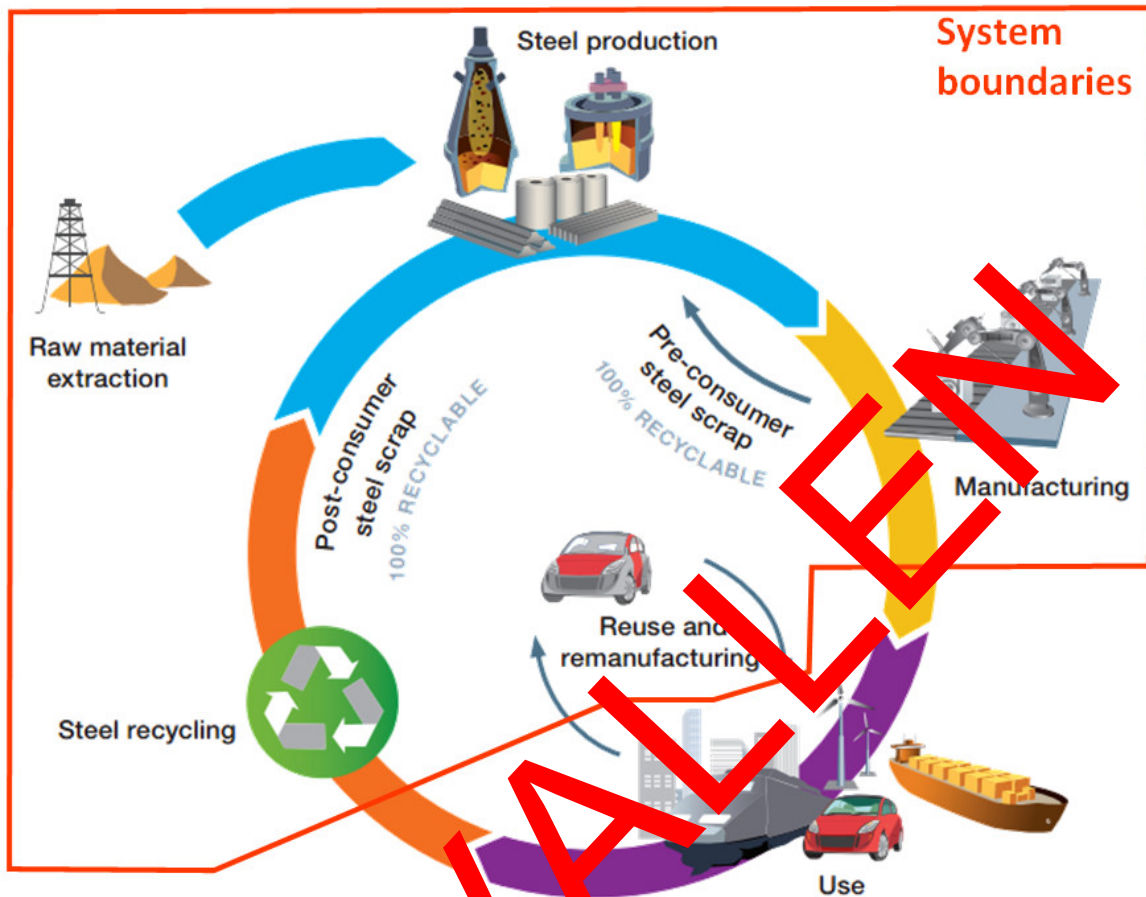 System
boundaries
Steel production
Raw material
extraction
Pre-consumer
steel scrap
100% RECYCLABLE
Post-consumer
steel scrap
100% RECYCLABLE
Manufacturing
Reuse and
remanufacturing
Steel recycling
Use